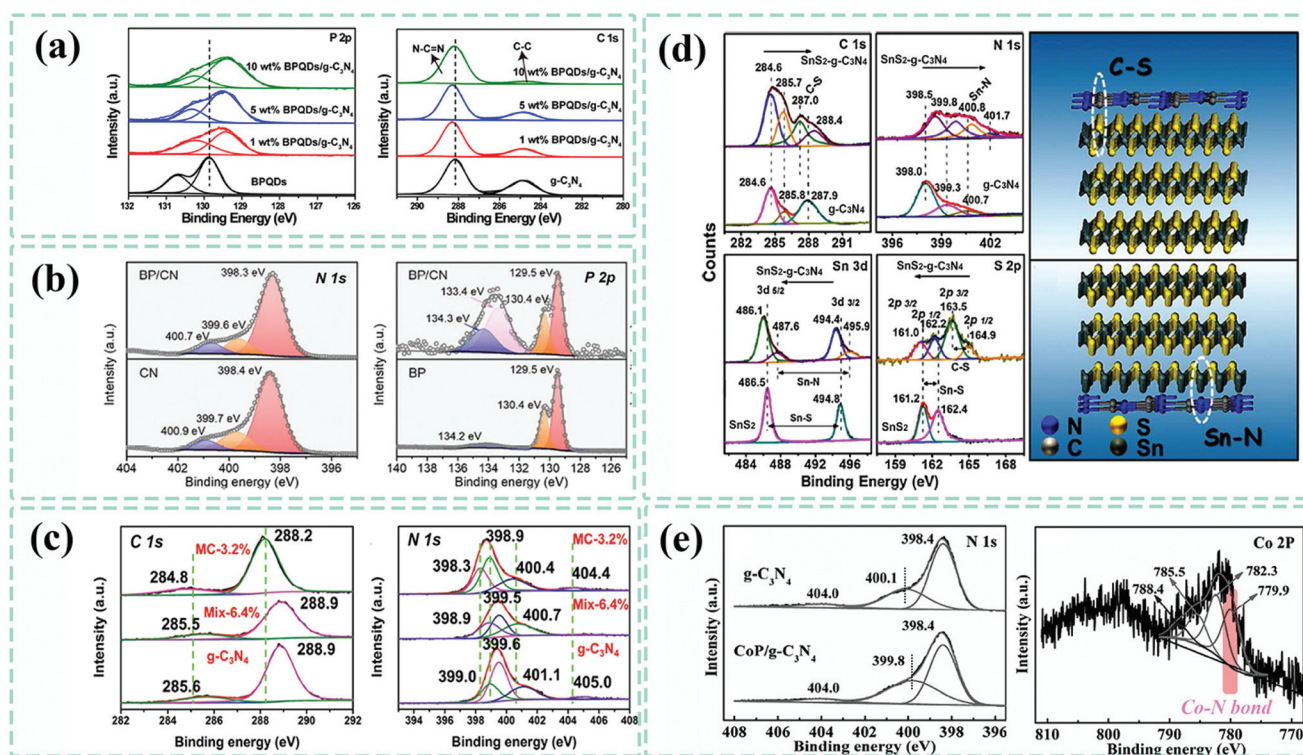 (a)
P 2p
10 wt% BPQDs/g-C₃N₄
5 wt% BPQDs/g-C₃N₄
1 wt% BPQDs/g-C₃N₄
BPQDs
Intensity (a.u.)
132 131 130 129 128 127 126
Binding Energy (eV)
C 1s
N-C=N
C-C
10 wt% BPQDs/g-C₃N₄
5 wt% BPQDs/g-C₃N₄
1 wt% BPQDs/g-C₃N₄
g-C₃N₄
Intensity (a.u.)
290 288 286 284 282 280
Binding Energy (eV)
(b)
BP/CN
N 1s
398.3 eV
399.6 eV
400.7 eV
CN
398.4 eV
399.7 eV
400.9 eV
Intensity (a.u.)
404 402 400 398 396
Binding energy (eV)
BP/CN
P 2p
129.5 eV
133.4 eV
130.4 eV
134.3 eV
BP
129.5 eV
130.4 eV
134.2 eV
Intensity (a.u.)
140 138 136 134 132 130 128 126
Binding energy (eV)
(c)
C 1s
288.2
MC-3.2%
284.8
288.9
Mix-6.4%
285.5
288.9
g-C₃N₄
285.6
Intensity (a.u.)
282 284 286 288 290 292
Binding energy (eV)
N 1s
398.9
MC-3.2%
398.3
400.4
404.4
399.5
Mix-6.4%
398.9
400.7
399.6
g-C₃N₄
399.0
401.1
405.0
Intensity (a.u.)
396 398 400 402 404 406 408
Binding energy (eV)
(d)
Counts
C 1s
284.6
SnS₂-g-C₃N₄
285.7
C-S
287.0
288.4
284.6
285.8
287.9
g-C₃N₄
282 285 288 291
N 1s
SnS₂-g-C₃N₄
Sn-N
398.5
399.8
400.8
401.7
398.0
g-C₃N₄
399.3
400.7
396 399 402
Sn 3d
SnS₂-g-C₃N₄
3d 5/2
3d 3/2
486.1
487.6
494.4
495.9
Sn-N
486.5
494.8
SnS₂
Sn-S
484 488 492 496
S 2p
SnS₂-g-C₃N₄
2p 3/2
2p 3/2
163.5
2p 1/2
2p 1/2
161.0
162.2
164.9
C-S
Sn-S
161.2
162.4
SnS₂
159 162 165 168
Binding Energy (eV)
C-S
Sn-N
N
S
C
Sn
(e)
N 1s
398.4
g-C₃N₄
400.1
404.0
398.4
CoP/g-C₃N₄
399.8
404.0
Intensity (a.u.)
408 406 404 402 400 398 396
Binding energy (eV)
Co 2P
785.5
782.3
788.4
779.9
Co-N bond
Intensity (a.u.)
810 800 790 780 770
Binding energy (eV)